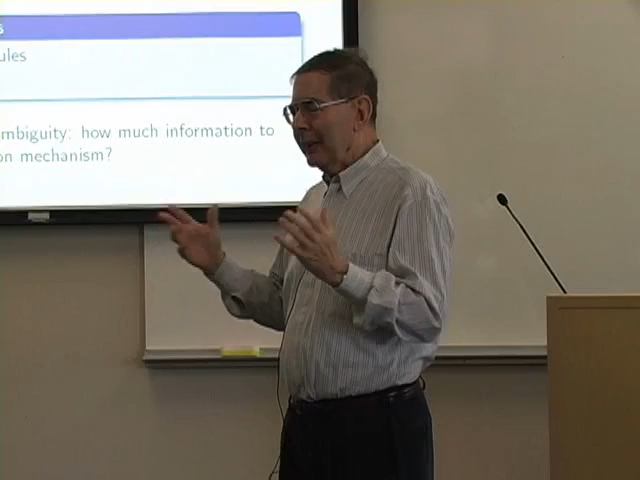 s
ules
mbiguity: how much information to
on mechanism?